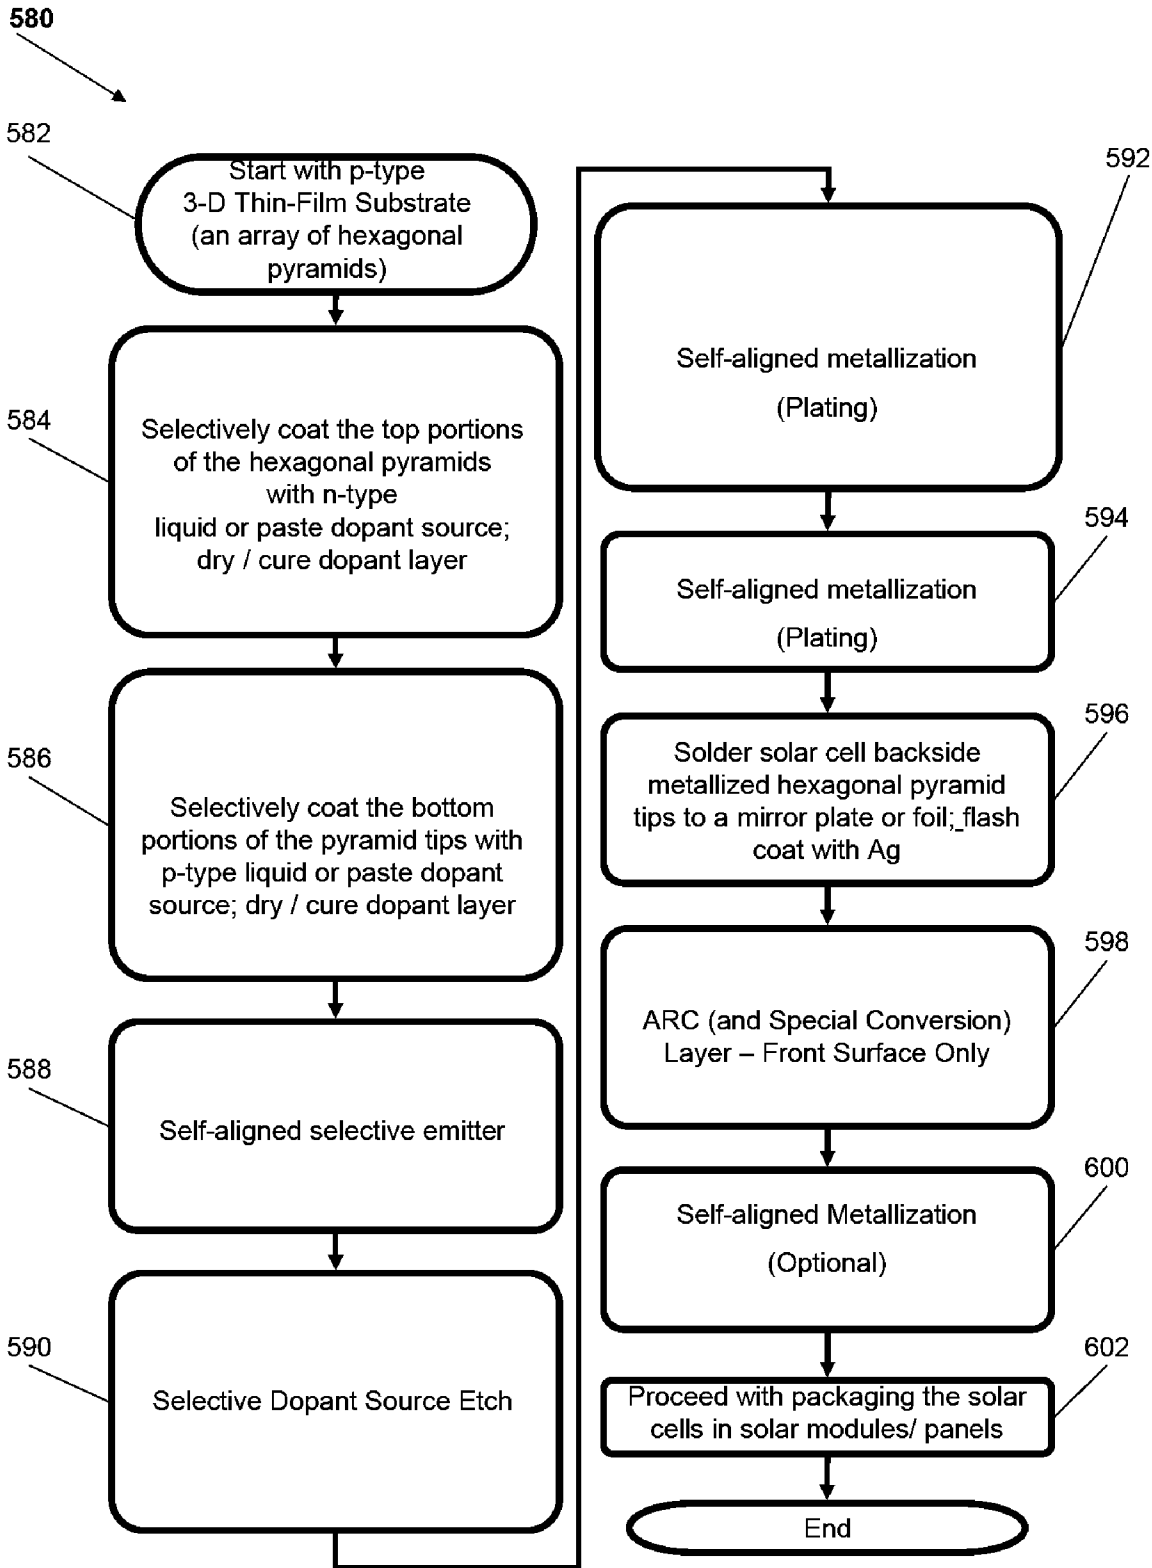 580
582
Start with p-type
3-D Thin-Film Substrate
(an array of hexagonal
pyramids)
584
Selectively coat the top portions
of the hexagonal pyramids
with n-type
liquid or paste dopant source;
dry / cure dopant layer
586
Selectively coat the bottom
portions of the pyramid tips with
p-type liquid or paste dopant
source; dry / cure dopant layer
588
Self-aligned selective emitter
590
Selective Dopant Source Etch
592
Self-aligned metallization
(Plating)
594
Self-aligned metallization
(Plating)
596
Solder solar cell backside
metallized hexagonal pyramid
tips to a mirror plate or foil;_flash
coat with Ag
598
ARC (and Special Conversion)
Layer – Front Surface Only
600
Self-aligned Metallization
(Optional)
602
Proceed with packaging the solar
cells in solar modules/ panels
End